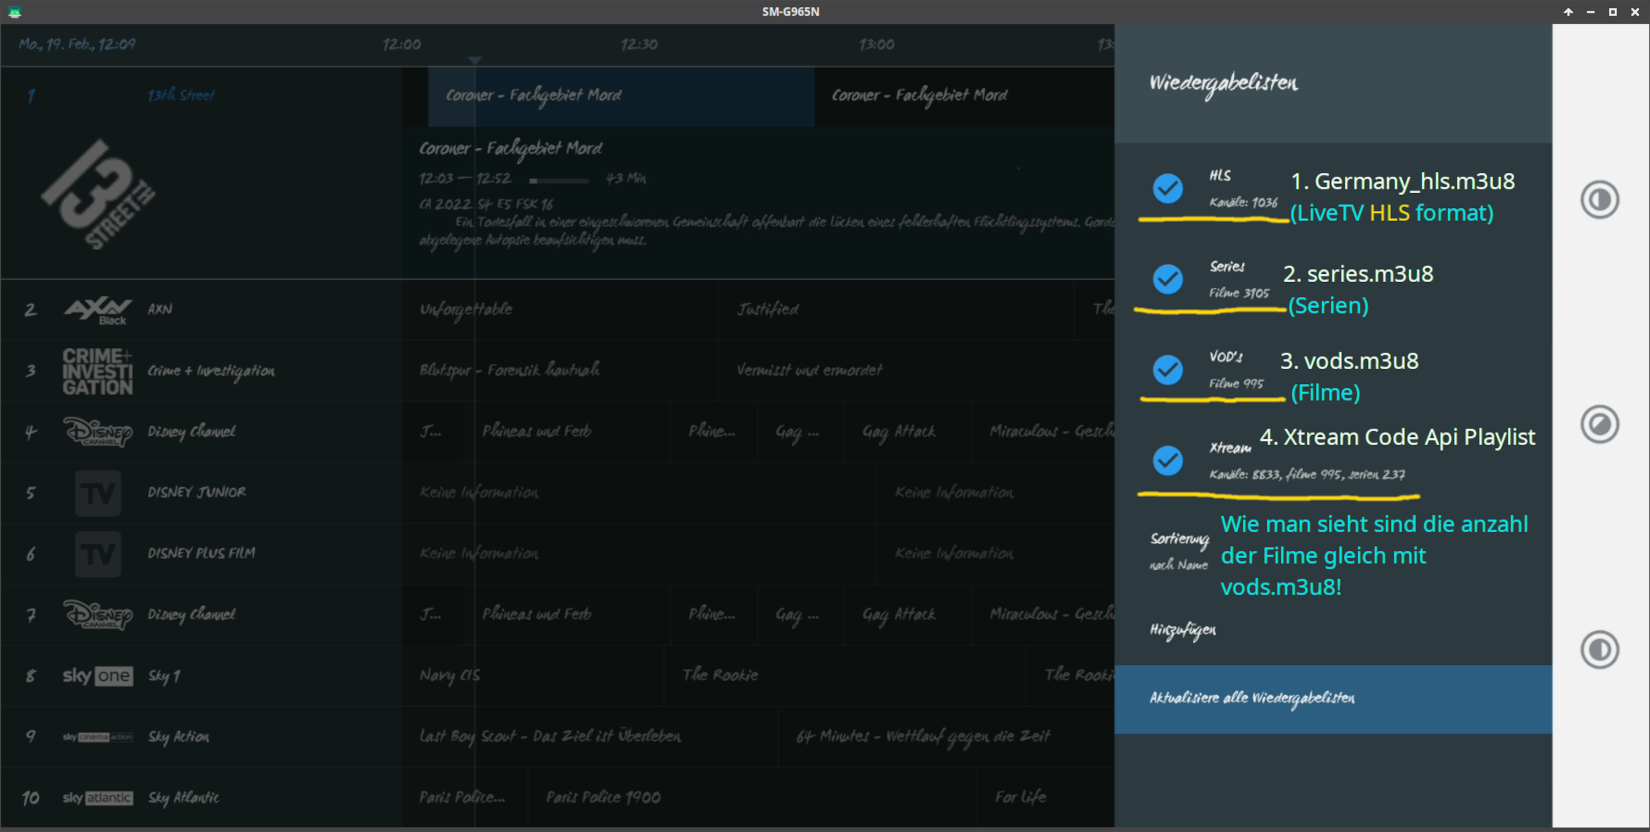 SM-G965N
Mo., 19. Feb., 12:09
12:00
12:30
13:00
13:
1
13th Street
Coroner – Fachgebiet Mord
Coroner – Fachgebiet Mord
13 STREETH
Coroner – Fachgebiet Mord
12:03 — 12:52
43 Min
CA 2022 S4 E5 FSK 16
Ein Todesfall in einer eingeschworenen Gemeinschaft offenbart die Lücken eines fehlerhaften Flüchtlingssystems. Gordo
abgelegene Autopsie beaufsichtigen muss.
2
AXN Black
AXN
Unforgettable
Justified
The
3
CRIME+ INVESTIGATION
Crime + Investigation
Blutspur – Forensik hautnah
Vermisst und ermordet
4
Disney CHANNEL
Disney Channel
J...
Phineas und Ferb
Phine...
Gag ...
Gag Attack
Miraculous – Gesch
5
TV
DISNEY JUNIOR
Keine Information
Keine Information
6
TV
DISNEY PLUS FILM
Keine Information
Keine Information
7
Disney CHANNEL
Disney Channel
J...
Phineas und Ferb
Phine...
Gag ...
Gag Attack
Miraculous – Gesch
8
sky one
Sky 1
Navy CIS
The Rookie
The Rooki
9
sky cinema action
Sky Action
Last Boy Scout – Das Ziel ist Überleben
64 Minutes – Wettlauf gegen die Zeit
10
sky atlantic
Sky Atlantic
Paris Police...
Paris Police 1900
For Life
Wiedergabelisten
HLS
Kanäle: 1036
1. Germany_hls.m3u8
(LiveTV HLS format)
Series
Filme 3105
2. series.m3u8
(Serien)
VOD's
Filme 995
3. vods.m3u8
(Filme)
Xtream
4. Xtream Code Api Playlist
Kanäle: 8833, filme 995, serien 237
Wie man sieht sind die anzahl
der Filme gleich mit
vods.m3u8!
Sortierung
nach Name
Hinzufügen
Aktualisiere alle Wiedergabelisten